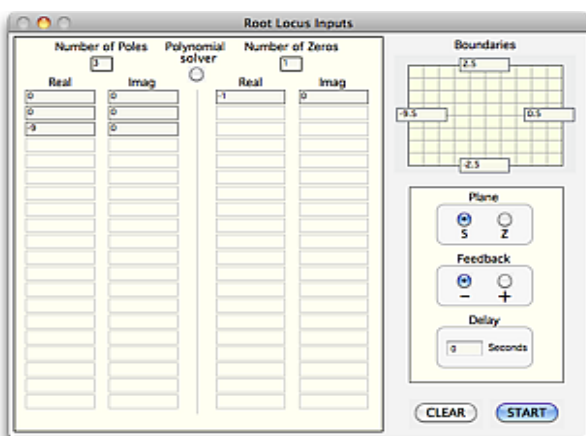 Root Locus Inputs
Number of Poles Polynomial solver Number of Zeros
3 1
Real Imag Real Imag
0 0 -1 0
0 0
-9 0
Boundaries
2.5
-9.5 0.5
-2.5
Plane
S Z
Feedback
- +
Delay
0 Seconds
CLEAR START